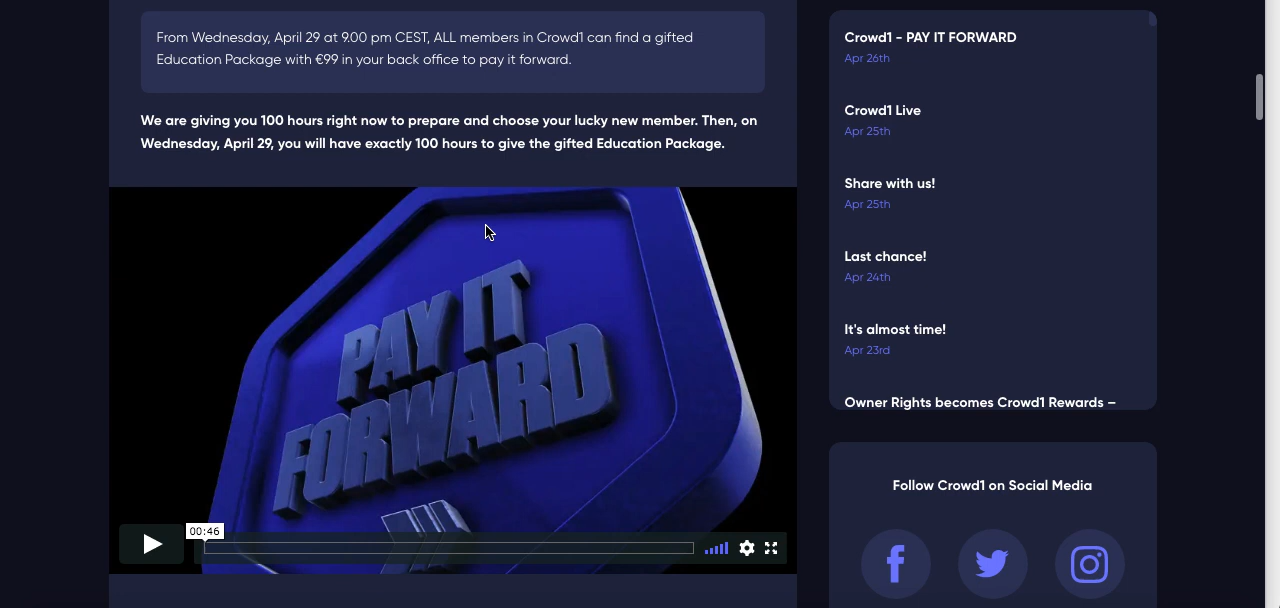 From Wednesday, April 29 at 9.00 pm CEST, ALL members in Crowd1 can find a gifted
Education Package with €99 in your back office to pay it forward.
We are giving you 100 hours right now to prepare and choose your lucky new member. Then, on
Wednesday, April 29, you will have exactly 100 hours to give the gifted Education Package.
PAY IT
FORWARD
00:46
Crowd1 - PAY IT FORWARD
Apr 26th
Crowd1 Live
Apr 25th
Share with us!
Apr 25th
Last chance!
Apr 24th
It's almost time!
Apr 23rd
Owner Rights becomes Crowd1 Rewards –
Follow Crowd1 on Social Media